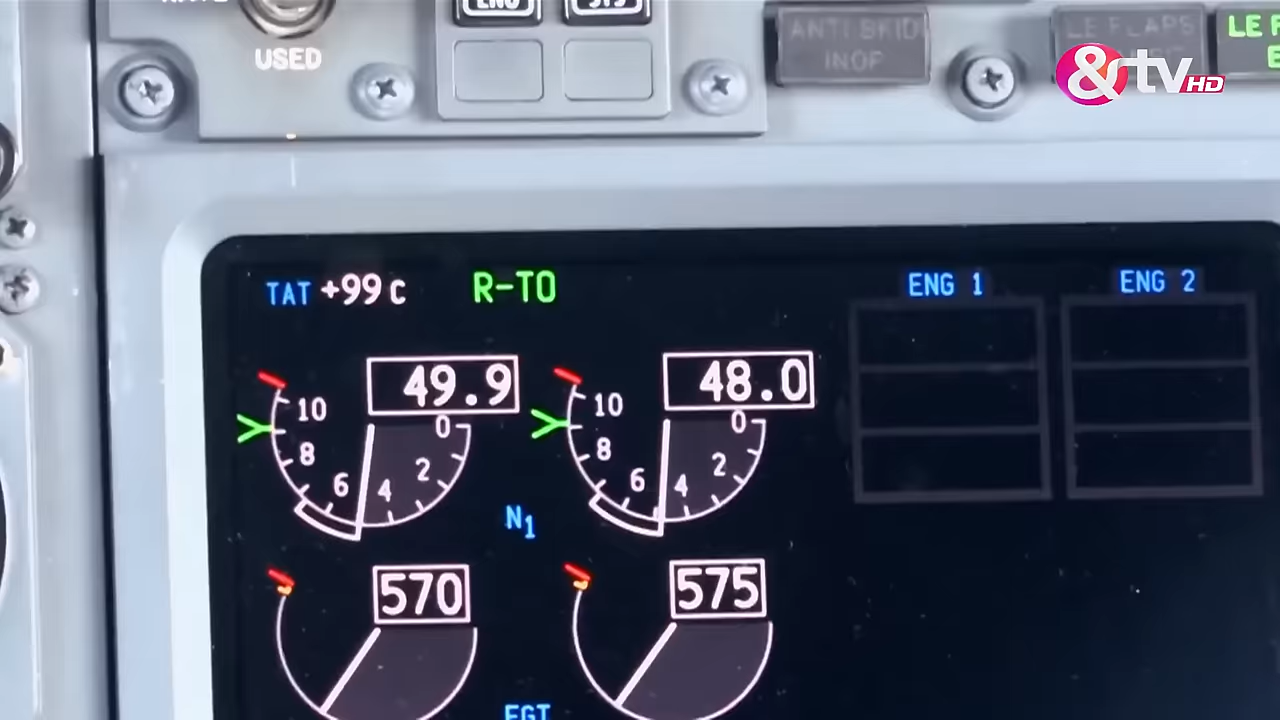 USED
ANTI SKID
INOP
LE FLAPS
LE F
E
&tv HD
TAT +99 c
R-TO
ENG 1
ENG 2
49.9
48.0
10
8
6
4
2
0
10
8
6
4
2
0
N1
570
575
EGT